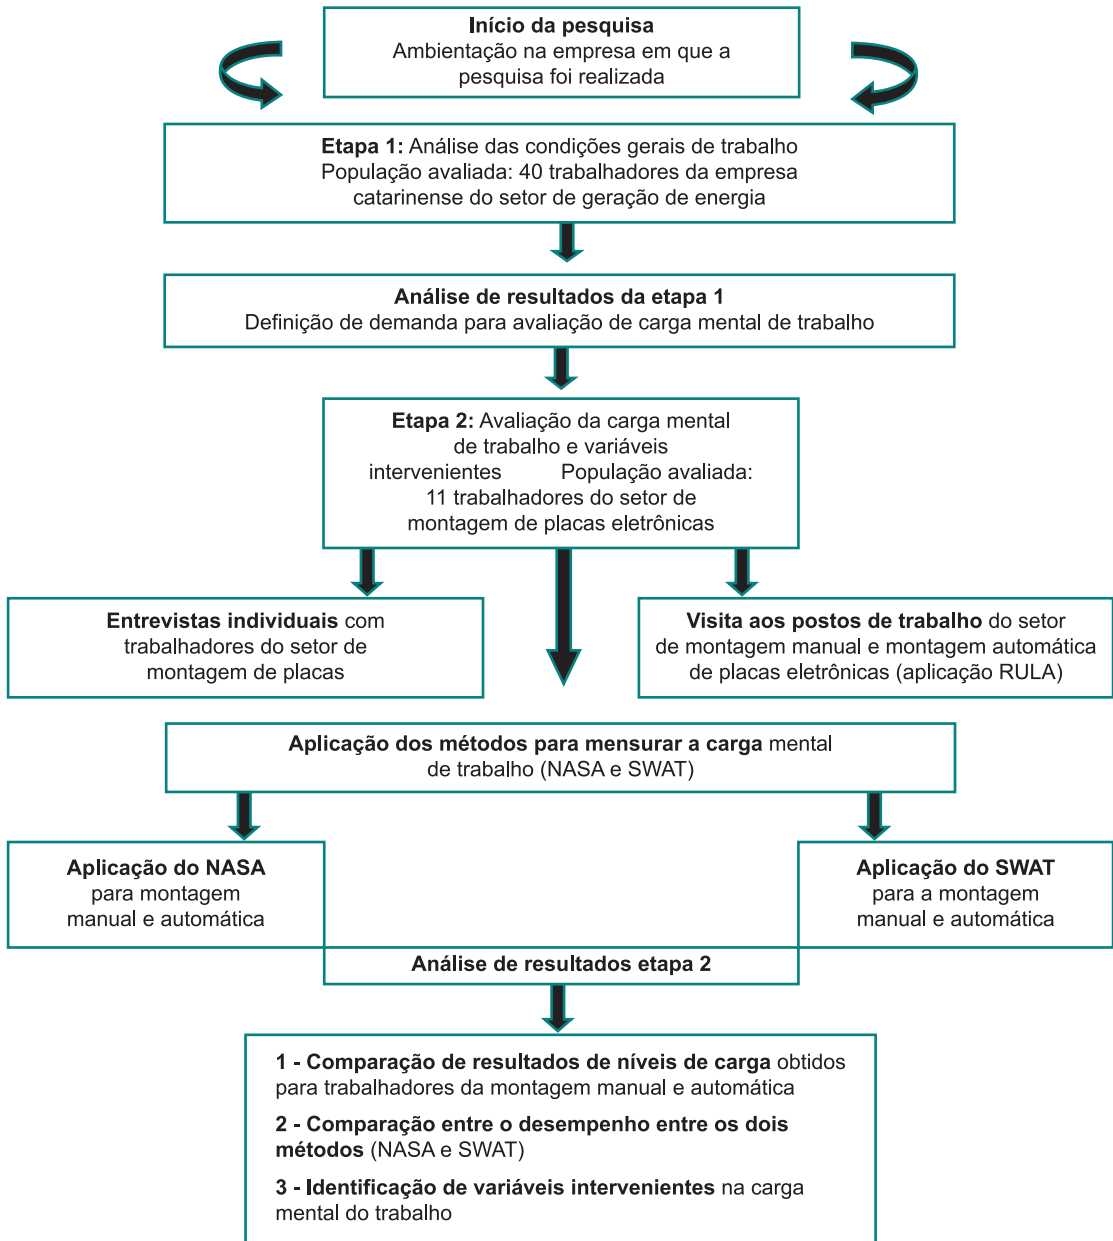 Início da pesquisa
Ambientação na empresa em que a
pesquisa foi realizada
Etapa 1: Análise das condições gerais de trabalho
População avaliada: 40 trabalhadores da empresa
catarinense do setor de geração de energia
Análise de resultados da etapa 1
Definição de demanda para avaliação de carga mental de trabalho
Etapa 2: Avaliação da carga mental
de trabalho e variáveis
intervenientes População avaliada:
11 trabalhadores do setor de
montagem de placas eletrônicas
Entrevistas individuais com
trabalhadores do setor de
montagem de placas
Visita aos postos de trabalho do setor
de montagem manual e montagem automática
de placas eletrônicas (aplicação RULA)
Aplicação dos métodos para mensurar a carga mental
de trabalho (NASA e SWAT)
Aplicação do NASA
para montagem
manual e automática
Aplicação do SWAT
para a montagem
manual e automática
Análise de resultados etapa 2
1 - Comparação de resultados de níveis de carga obtidos
para trabalhadores da montagem manual e automática
2 - Comparação entre o desempenho entre os dois
métodos (NASA e SWAT)
3 - Identificação de variáveis intervenientes na carga
mental do trabalho